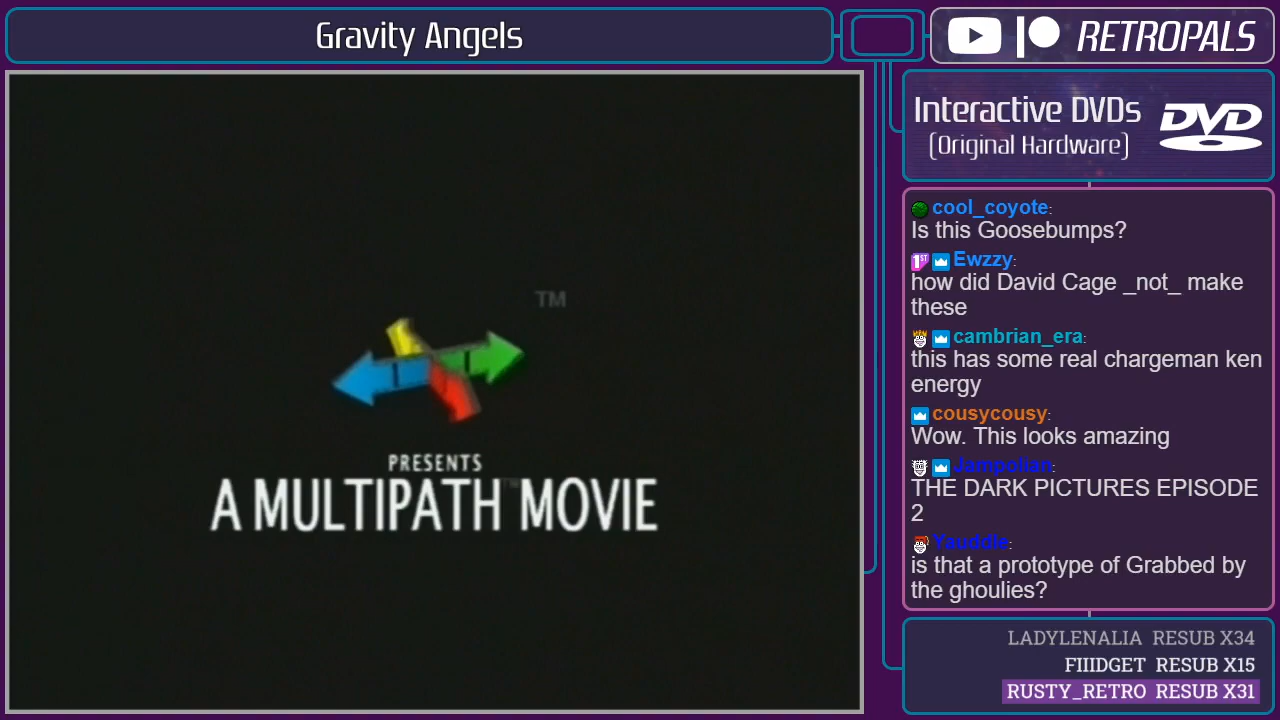 Gravity Angels
RETROPALS
Interactive DVDs
(Original Hardware)
DVD
TM
PRESENTS
A MULTIPATH™ MOVIE
cool_coyote:
Is this Goosebumps?
1ST Ewzzy:
how did David Cage _not_ make
these
cambrian_era:
this has some real chargeman ken
energy
cousycousy:
Wow. This looks amazing
Jampolian:
THE DARK PICTURES EPISODE
2
Yauddle:
is that a prototype of Grabbed by
the ghoulies?
LADYLENALIA RESUB X34
FIIIDGET RESUB X15
RUSTY_RETRO RESUB X31